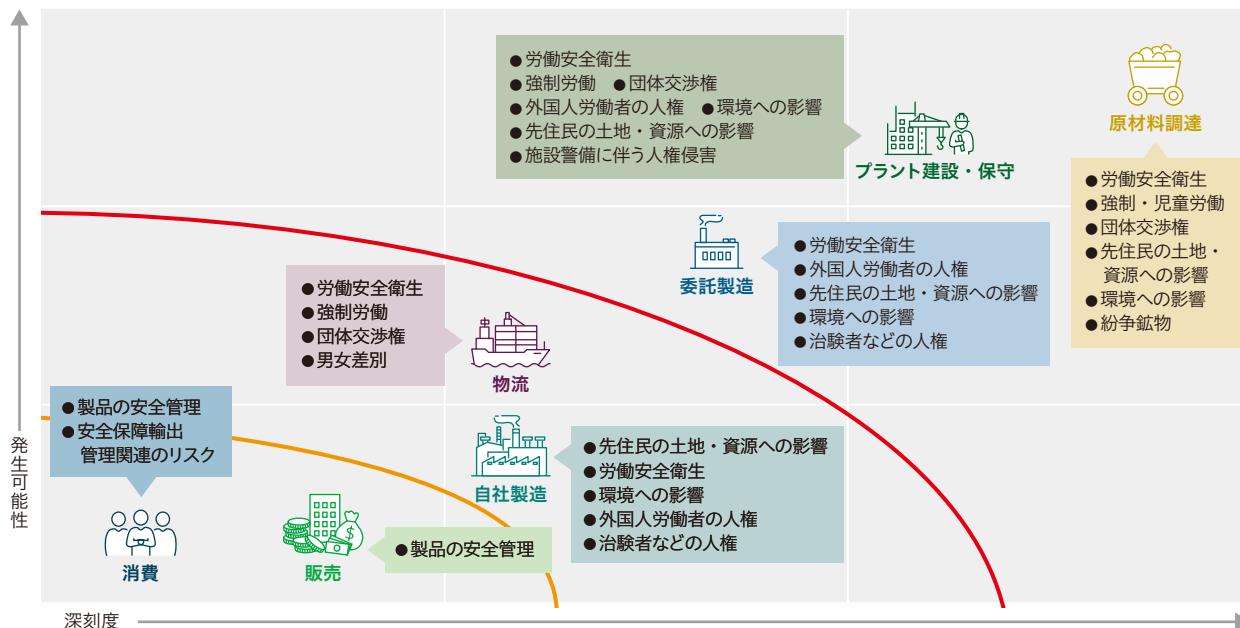 ●労働安全衛生
●強制労働 ●団体交渉権
●外国人労働者の人権 ●環境への影響
●先住民の土地・資源への影響
●施設警備に伴う人権侵害
プラント建設・保守
原材料調達
●労働安全衛生
●強制・児童労働
●団体交渉権
●先住民の土地・
資源への影響
●環境への影響
●紛争鉱物
委託製造
●労働安全衛生
●外国人労働者の人権
●先住民の土地・資源への影響
●環境への影響
●治験者などの人権
●労働安全衛生
●強制労働
●団体交渉権
●男女差別
物流
●製品の安全管理
●安全保障輸出
管理関連のリスク
消費
自社製造
●先住民の土地・資源への影響
●労働安全衛生
●環境への影響
●外国人労働者の人権
●治験者などの人権
販売
●製品の安全管理
発生可能性
深刻度